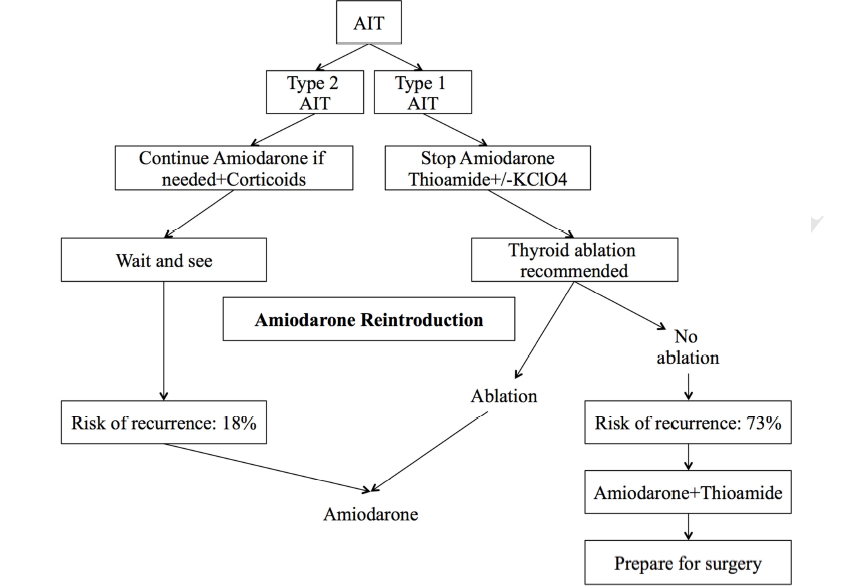 AIT
Type 2
AIT
Type 1
AIT
Continue Amiodarone if
needed+Corticoids
Stop Amiodarone
Thioamide+/-KClO4
Wait and see
Thyroid ablation
recommended
Amiodarone Reintroduction
No
ablation
Ablation
Risk of recurrence: 18%
Risk of recurrence: 73%
Amiodarone
Amiodarone+Thioamide
Prepare for surgery